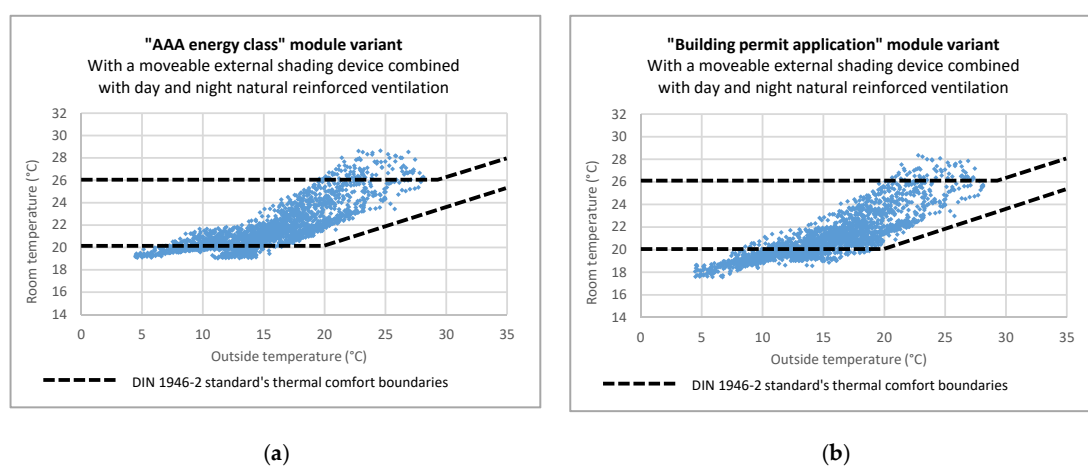 "AAA energy class" module variant
With a moveable external shading device combined
with day and night natural reinforced ventilation
32
30
28
26
24
22
20
18
16
14
Room temperature (°C)
0 5 10 15 20 25 30 35
Outside temperature (°C)
DIN 1946-2 standard's thermal comfort boundaries
(a)
"Building permit application" module variant
With a moveable external shading device combined
with day and night natural reinforced ventilation
32
30
28
26
24
22
20
18
16
14
Room temperature (°C)
0 5 10 15 20 25 30 35
Outside temperature (°C)
DIN 1946-2 standard's thermal comfort boundaries
(b)